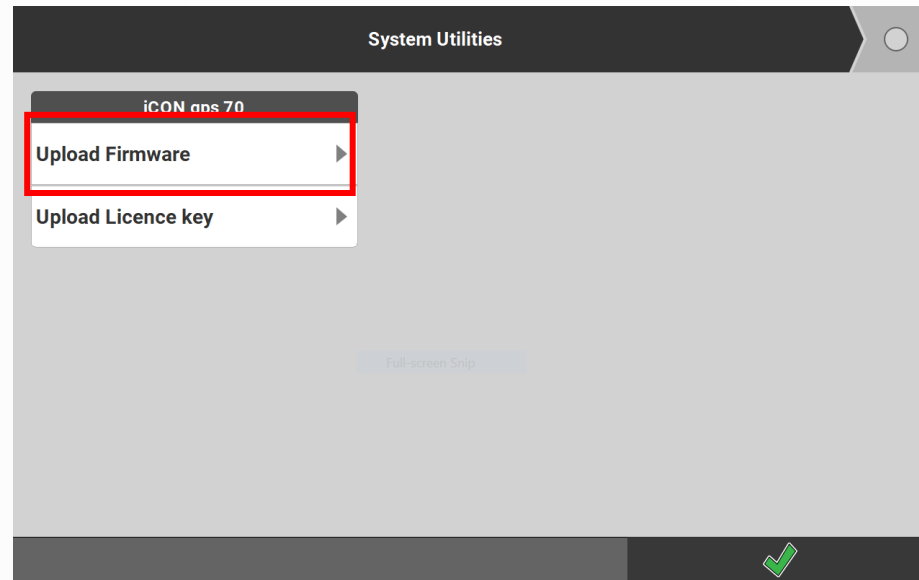 System Utilities
iCON gps 70
Upload Firmware
Upload Licence key
Full-screen Snip